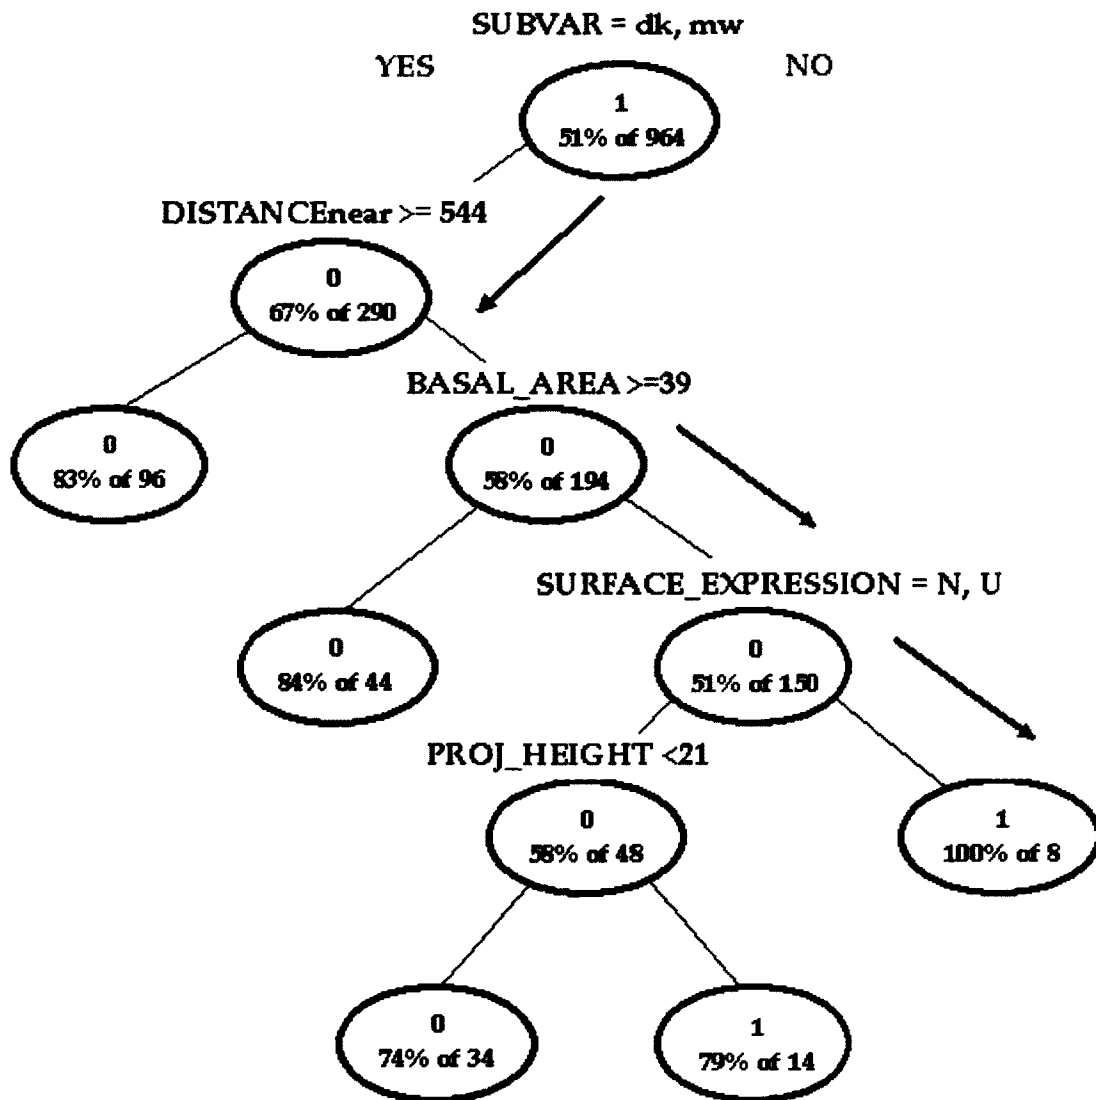 SUBVAR = dk, mw
YES
NO
1
51% of 964
DISTANCEnear >= 544
0
67% of 290
BASAL_AREA >=39
0
83% of 96
0
58% of 194
SURFACE_EXPRESSION = N, U
0
84% of 44
0
51% of 150
PROJ_HEIGHT <21
0
58% of 48
1
100% of 8
0
74% of 34
1
79% of 14